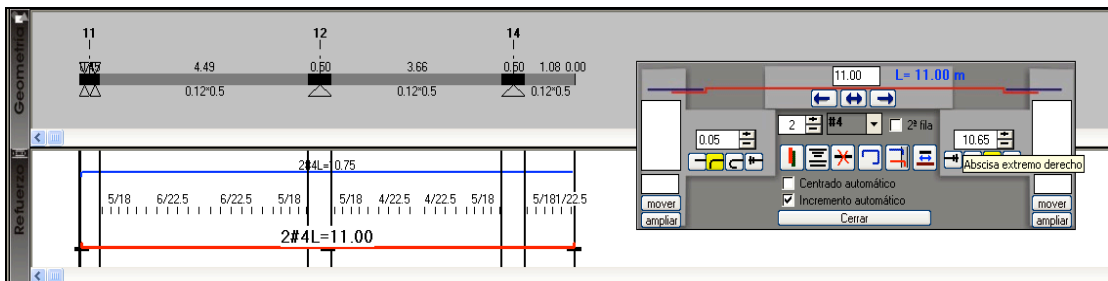 Geometria
11 12 14
4.49 0.50 3.66 0.50 1.08 0.00
0.12*0.5 0.12*0.5 0.12*0.5
Refuerzo
2#4L=10.75
5/18 6/22.5 6/22.5 5/18 5/18 4/22.5 4/22.5 5/18 5/181/22.5
2#4L=11.00
11.00 L= 11.00 m
2 #4 2ª fila
0.05 10.65
Abscisa extremo derecho
Centrado automático
Incremento automático
mover Cerrar mover
ampliar ampliar